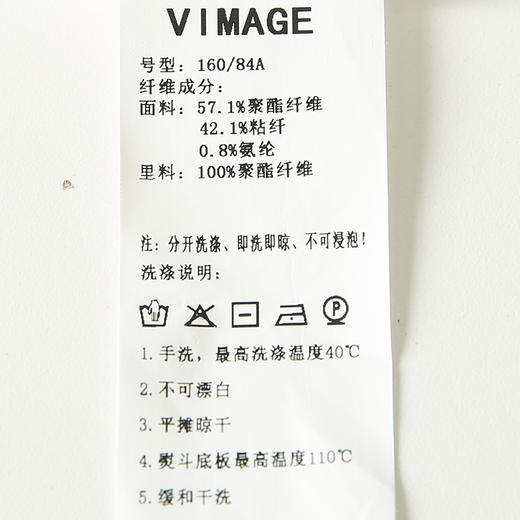 VIMAGE
号型: 160/84A
纤维成分:
面料: 57.1%聚酯纤维
42.1%粘纤
0.8%氨纶
里料: 100%聚酯纤维
注: 分开洗涤、即洗即晾、不可浸泡!
洗涤说明:
P
1. 手洗, 最高洗涤温度40℃
2. 不可漂白
3. 平摊晾干
4. 熨斗底板最高温度110℃
5. 缓和干洗